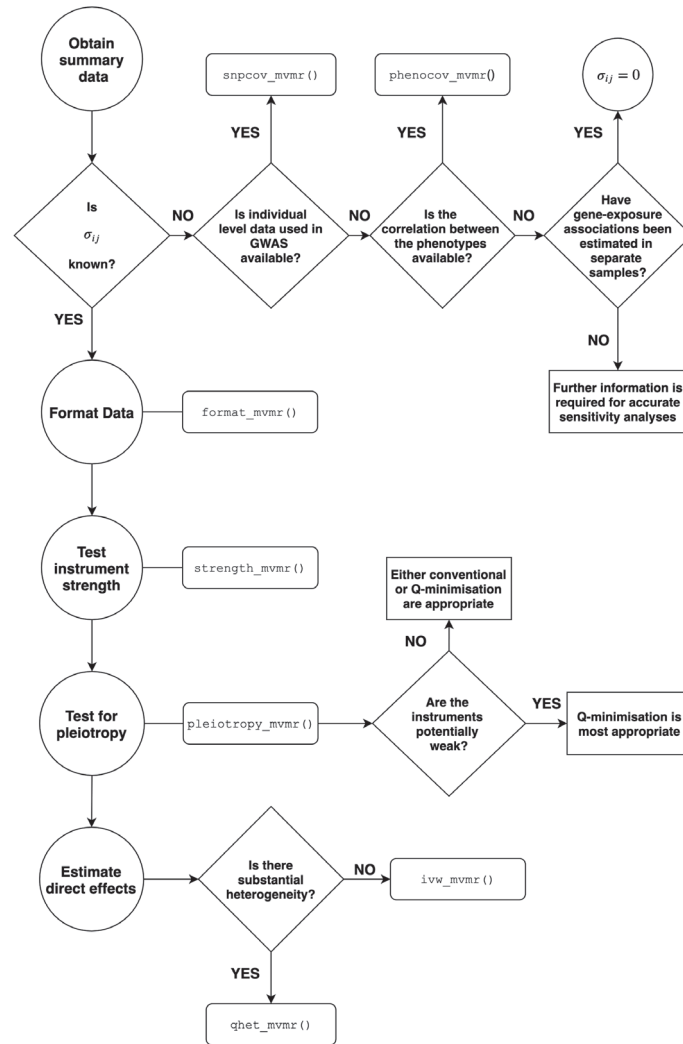 Obtain
summary
data
snpcov_mvmr()
phenocov_mvmr()
σij = 0
YES
YES
YES
Is
σij
known?
NO
Is individual
level data used in
GWAS
available?
NO
Is the
correlation between
the phenotypes
available?
NO
Have
gene-exposure
associations been
estimated in
separate
samples?
YES
NO
Format Data
format_mvmr()
Further information is
required for accurate
sensitivity analyses
Test
instrument
strength
strength_mvmr()
Either conventional
or Q-minimisation
are appropriate
NO
Test for
pleiotropy
pleiotropy_mvmr()
Are the
instruments
potentially
weak?
YES
Q-minimisation is
most appropriate
Estimate
direct effects
Is there
substantial
heterogeneity?
NO
ivw_mvmr()
YES
qhet_mvmr()